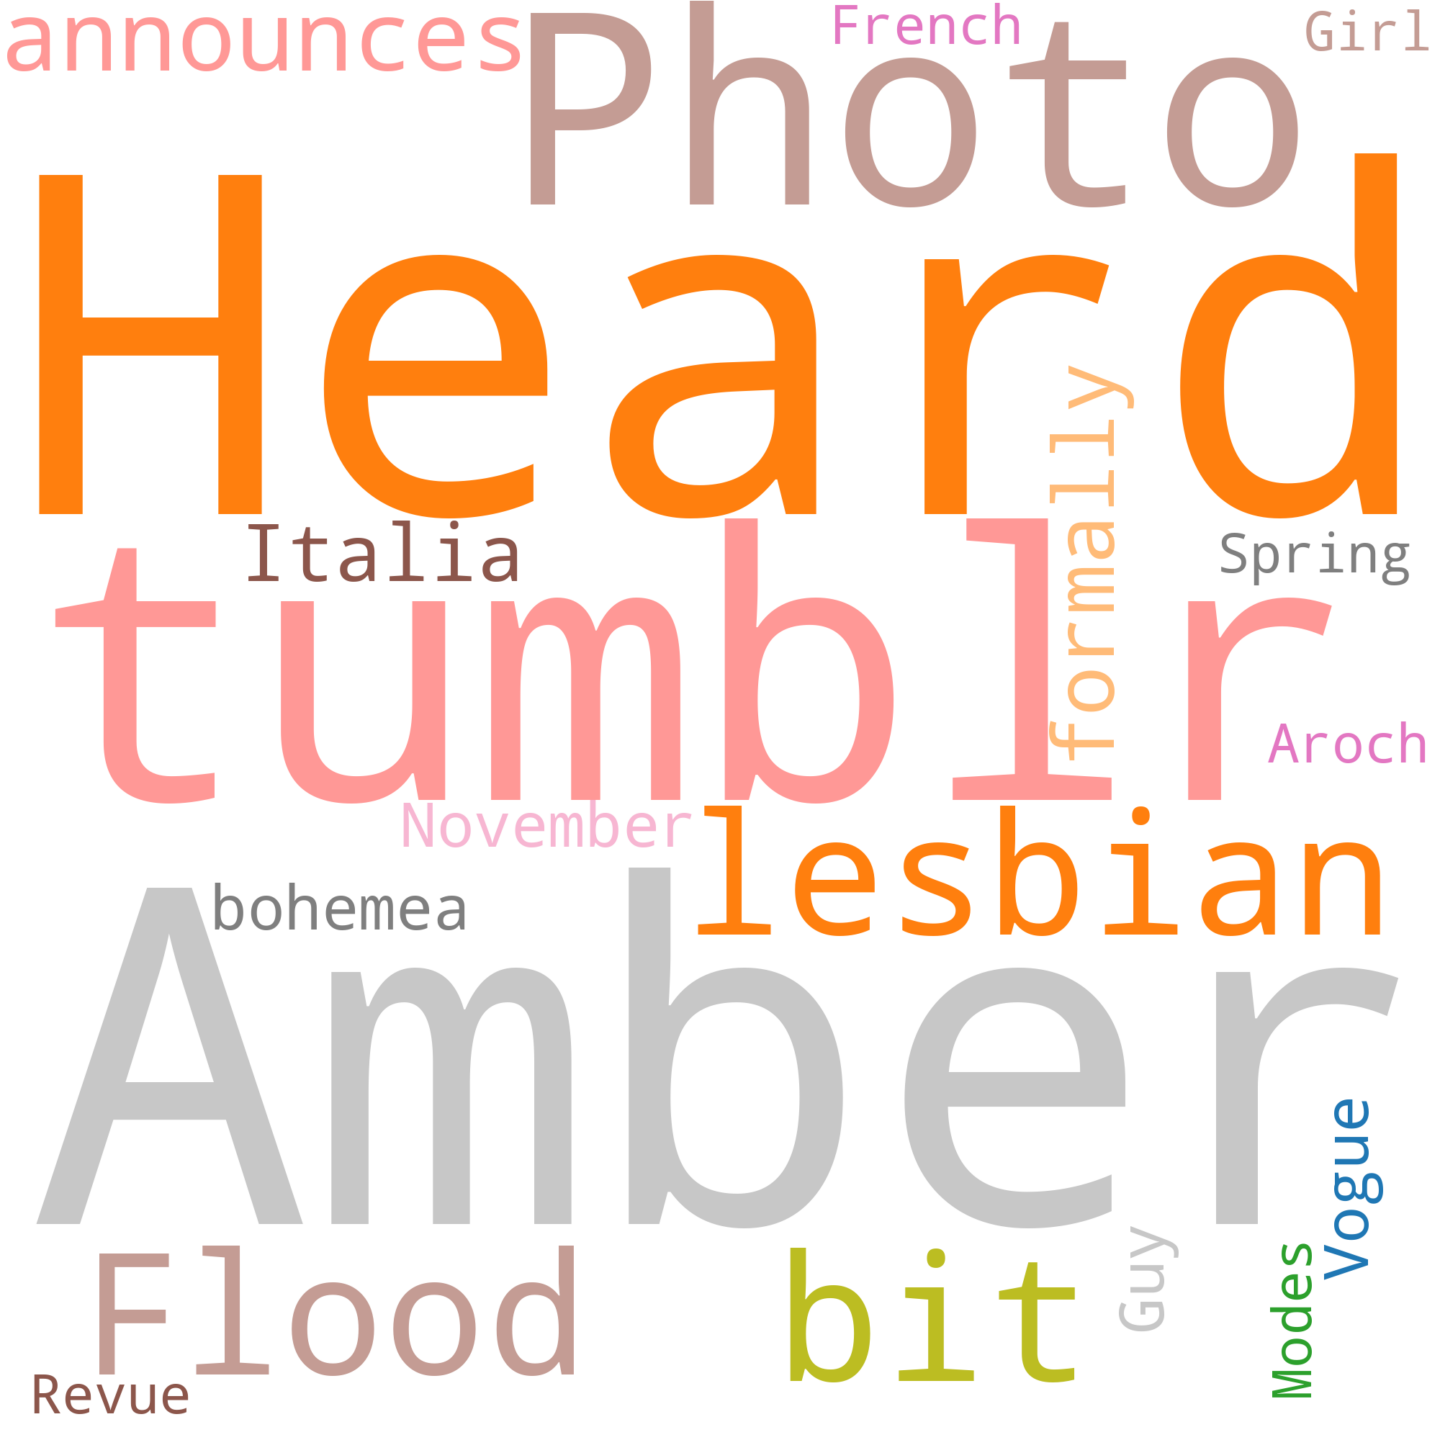 announces
Photo
French
Girl
Heard
formally
Italia
Spring
tumblr
Aroch
November
lesbian
bohemea
Amber
Vogue
Flood
bit
Guy
Modes
Revue